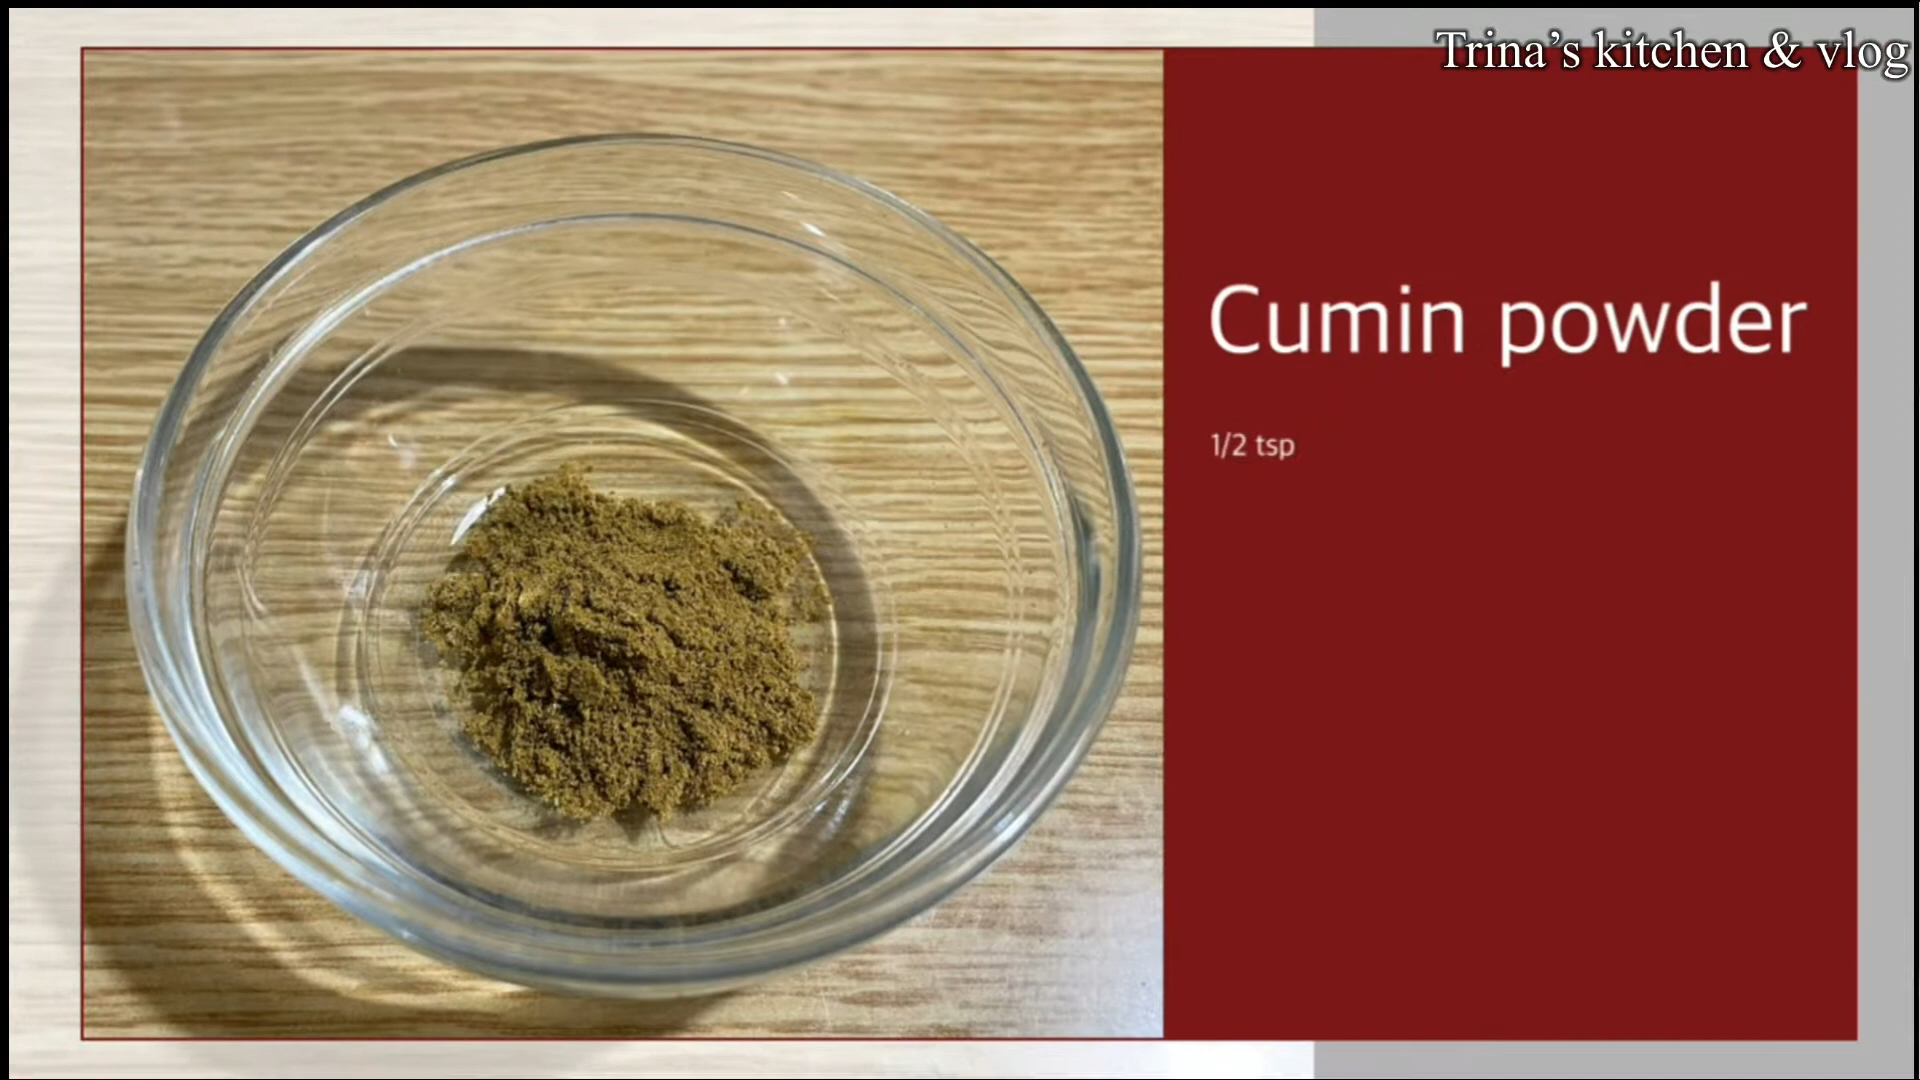 Trina’s kitchen & vlog
Cumin powder
1/2 tsp